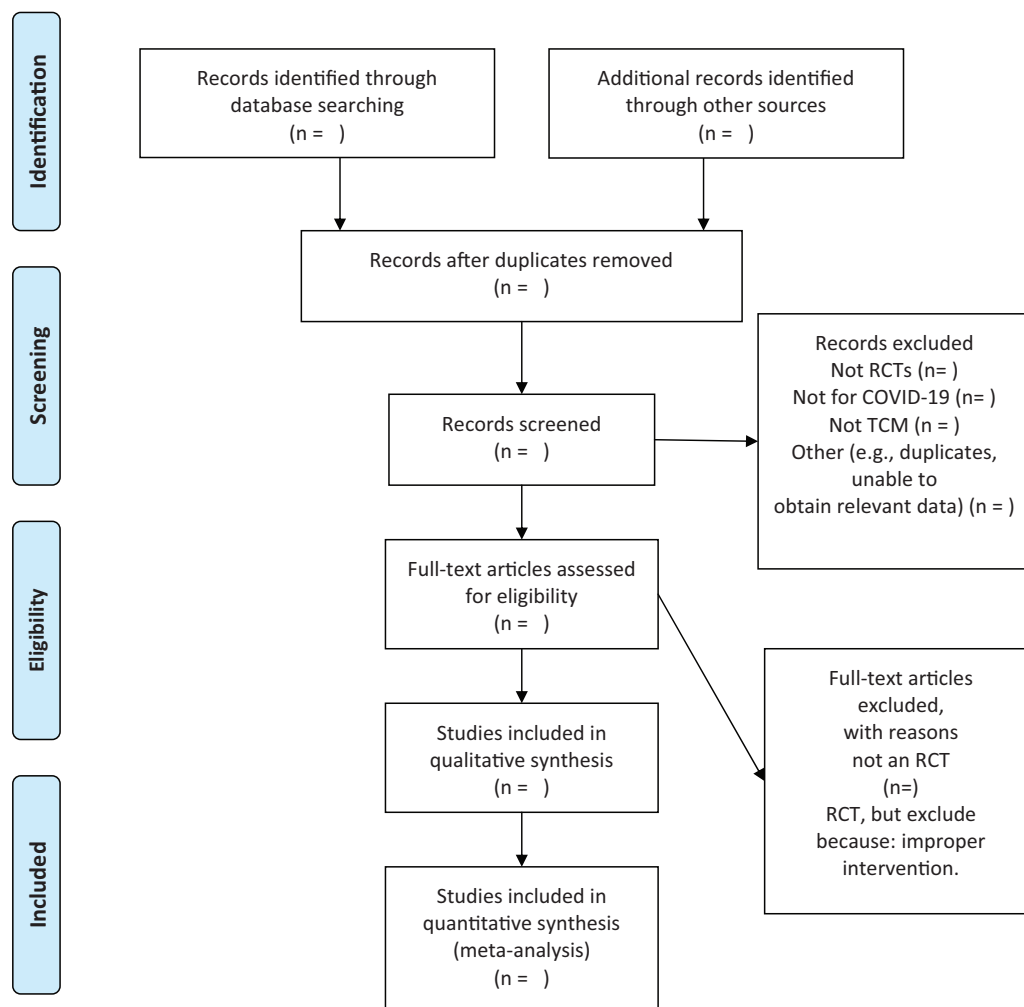 Identification
Records identified through
database searching
(n =   )
Additional records identified
through other sources
(n =   )
Records after duplicates removed
(n =   )
Screening
Records screened
(n =   )
Records excluded
Not RCTs (n= )
Not for COVID-19 (n= )
Not TCM (n = )
Other (e.g., duplicates,
unable to
obtain relevant data) (n = )
Eligibility
Full-text articles assessed
for eligibility
(n =   )
Full-text articles
excluded,
with reasons
not an RCT
(n=)
RCT, but exclude
because: improper
intervention.
Studies included in
qualitative synthesis
(n =   )
Included
Studies included in
quantitative synthesis
(meta-analysis)
(n =   )